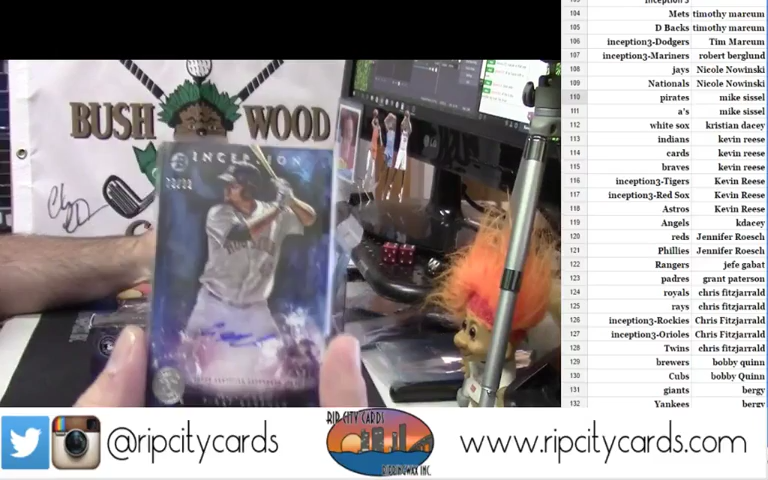 104 Mets timothy marcum
105 D Backs timothy marcum
106 inception3-Dodgers Tim Marcum
107 inception3-Mariners robert berglund
108 jays Nicole Nowinski
109 Nationals Nicole Nowinski
110 pirates mike sissel
111 a's mike sissel
112 white sox kristian dacey
113 indians kevin reese
114 cards kevin reese
115 braves kevin reese
116 inception3-Tigers Kevin Reese
117 inception3-Red Sox Kevin Reese
118 Astros Kevin Reese
119 Angels kdacey
120 reds Jennifer Roesch
121 Phillies Jennifer Roesch
122 Rangers jefe gabat
123 padres grant paterson
124 royals chris fitzjarrald
125 rays chris fitzjarrald
126 inception3-Rockies Chris Fitzjarrald
127 inception3-Orioles Chris Fitzjarrald
128 Twins chris fitzjarrald
129 brewers bobby quinn
130 Cubs bobby Quinn
131 giants bergy
132 Yankees bergy
BUSH WOOD
INCEPTION
@ripcitycards
RIP CITY CARDS
RIPPINGWAX INC.
www.ripcitycards.com